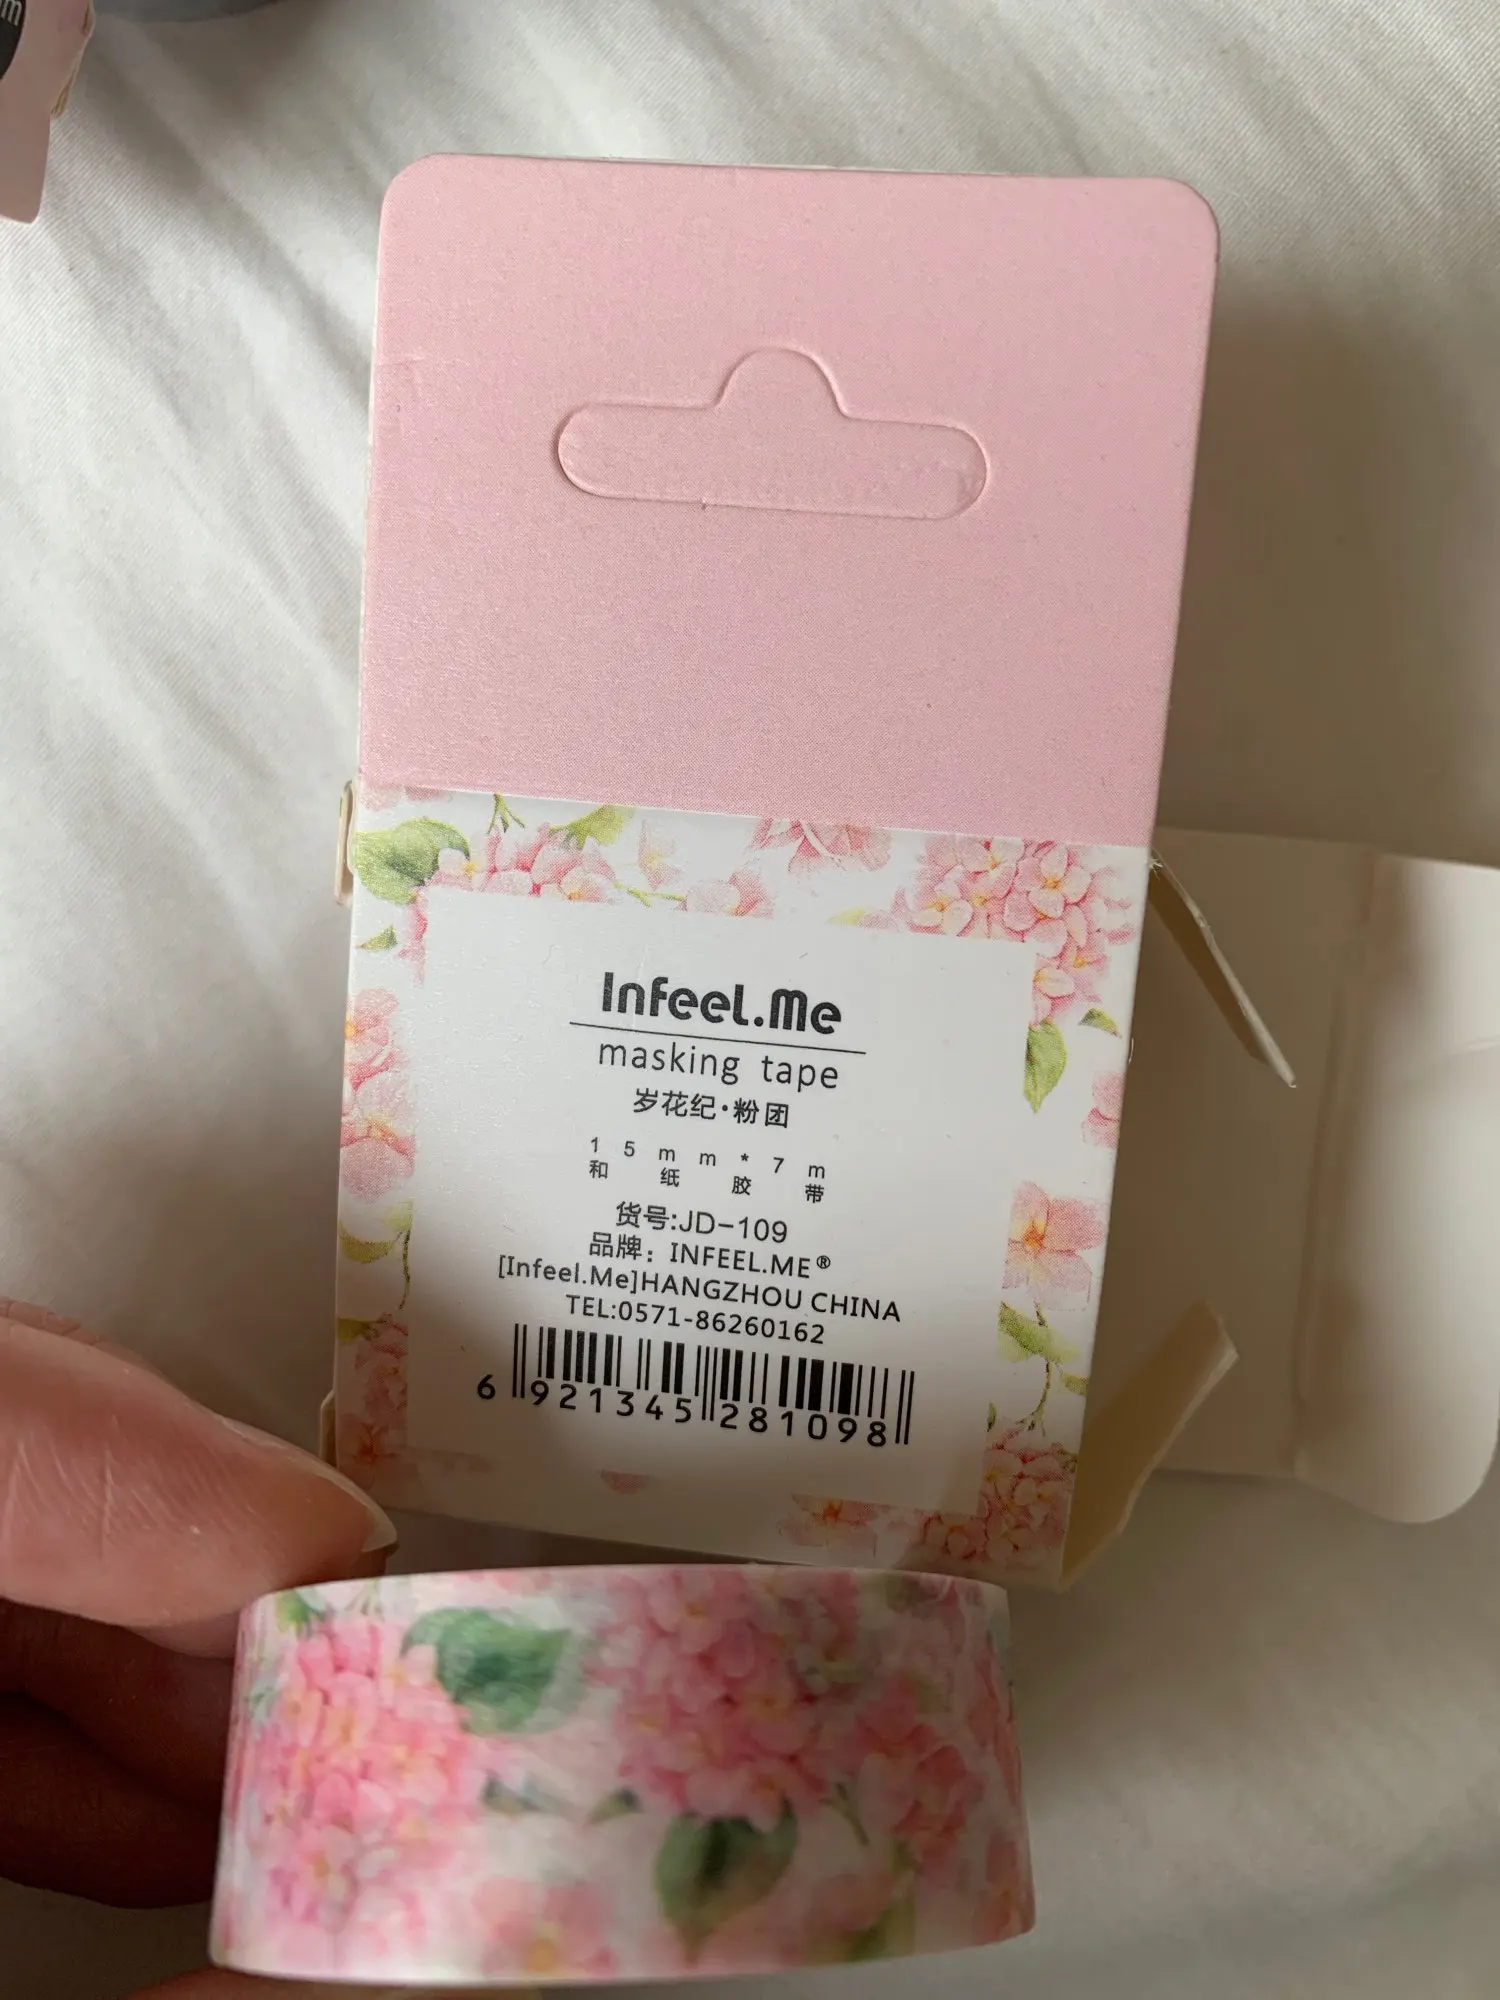 m
Infeel.Me
masking tape
岁花纪·粉团
15mm*7m
和纸胶带
货号:JD-109
品牌：INFEEL.ME®
[Infeel.Me]HANGZHOU CHINA
TEL:0571-86260162
6 921345 281098